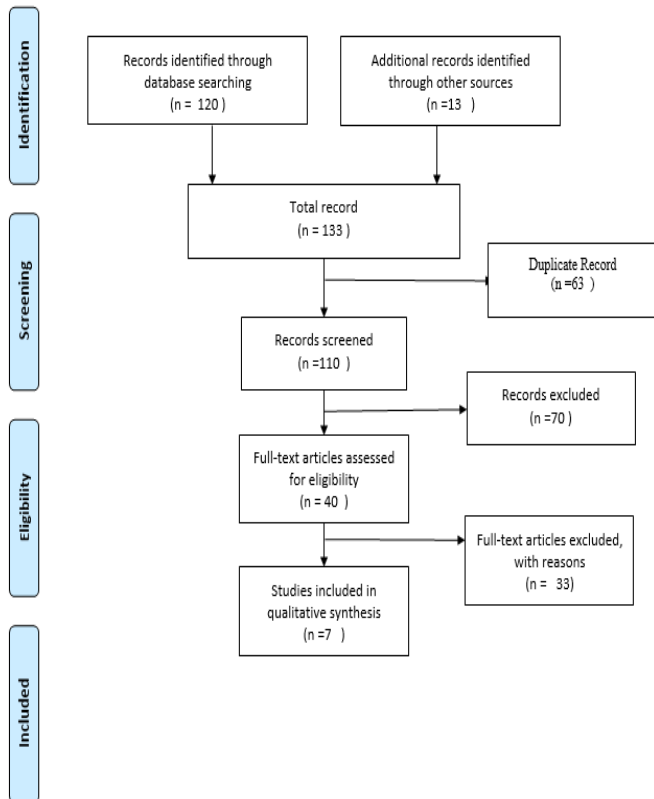 Identification
Records identified through
database searching
(n = 120 )
Additional records identified
through other sources
(n =13 )
Total record
(n = 133 )
Screening
Duplicate Record
(n =63 )
Records screened
(n =110 )
Records excluded
(n =70 )
Eligibility
Full-text articles assessed
for eligibility
(n = 40 )
Full-text articles excluded,
with reasons
(n = 33)
Studies included in
qualitative synthesis
(n =7 )
Included